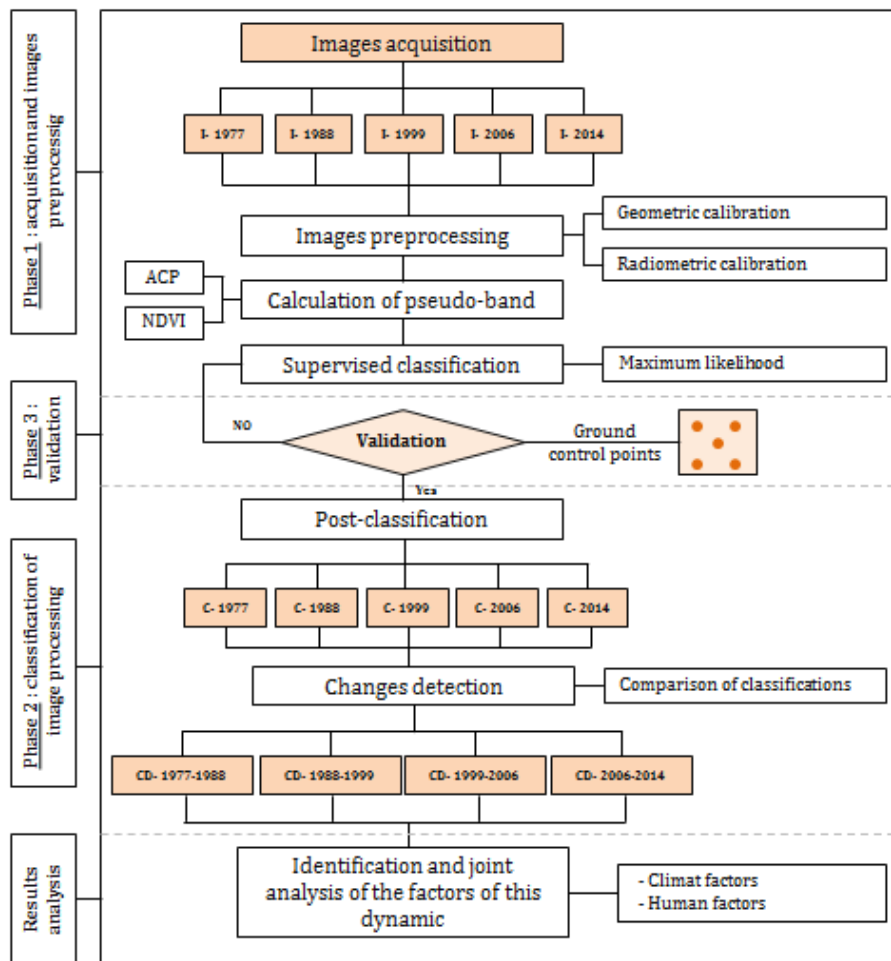 Images acquisition
I- 1977
I- 1988
I- 1999
I- 2006
I- 2014
Phase 1 : acquisition and images
preprocessig
Images preprocessing
Geometric calibration
Radiometric calibration
ACP
NDVI
Calculation of pseudo-band
Supervised classification
Maximum likelihood
Phase 3 :
validation
NO
Validation
Ground
control points
Yes
Post-classification
Phase 2 : classification of
image processing
C- 1977
C- 1988
C- 1999
C- 2006
C- 2014
Changes detection
Comparison of classifications
CD- 1977-1988
CD- 1988-1999
CD- 1999-2006
CD- 2006-2014
Results
analysis
Identification and joint
analysis of the factors of this
dynamic
- Climat factors
- Human factors